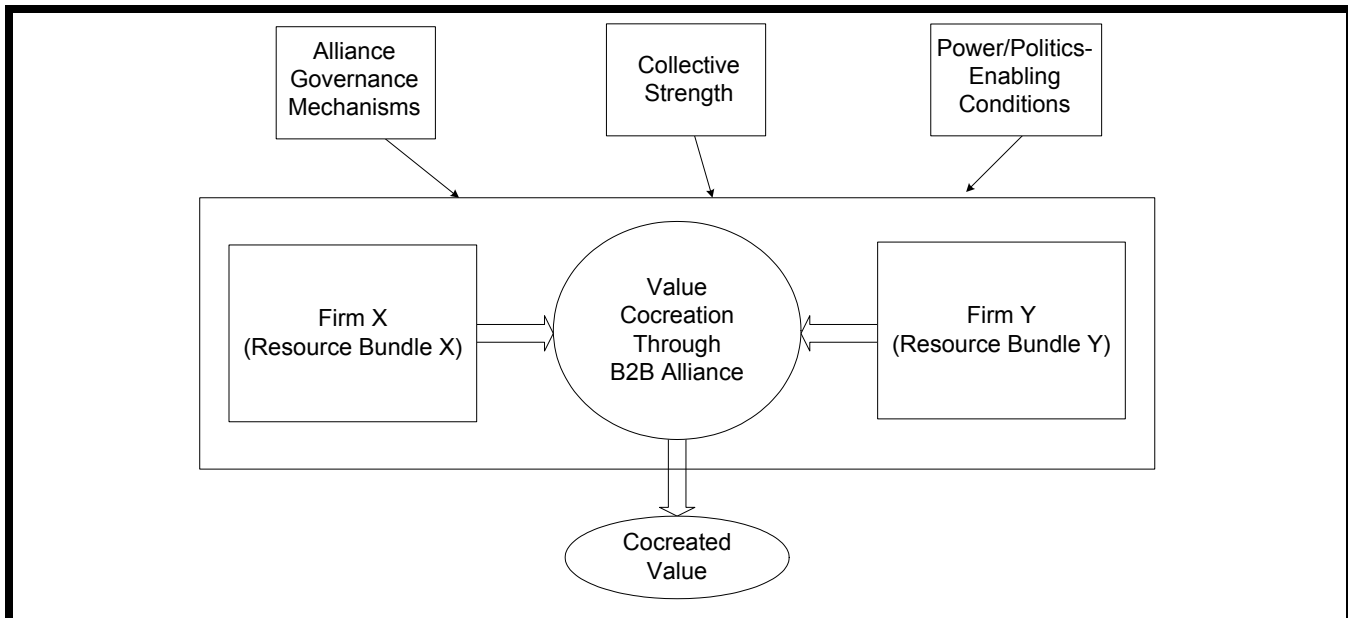 Alliance
Governance
Mechanisms
Collective
Strength
Power/Politics-
Enabling
Conditions
Firm X
(Resource Bundle X)
Value
Cocreation
Through
B2B Alliance
Firm Y
(Resource Bundle Y)
Cocreated
Value